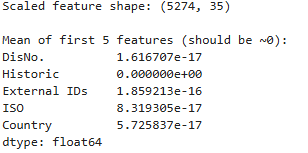 Scaled feature shape: (5274, 35)
Mean of first 5 features (should be ~0):
DisNo. 1.616707e-17
Historic 0.000000e+00
External IDs 1.859213e-16
ISO 8.319305e-17
Country 5.725837e-17
dtype: float64